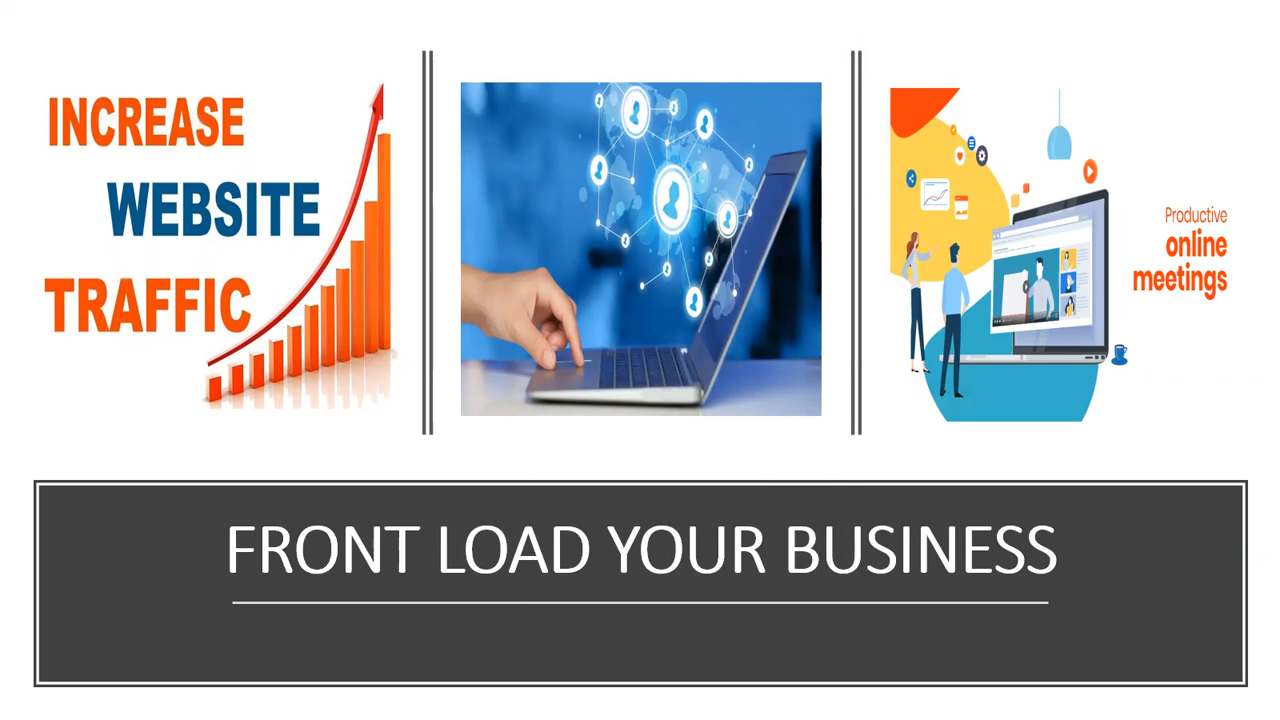 INCREASE
WEBSITE
TRAFFIC
Productive
online
meetings
FRONT LOAD YOUR BUSINESS